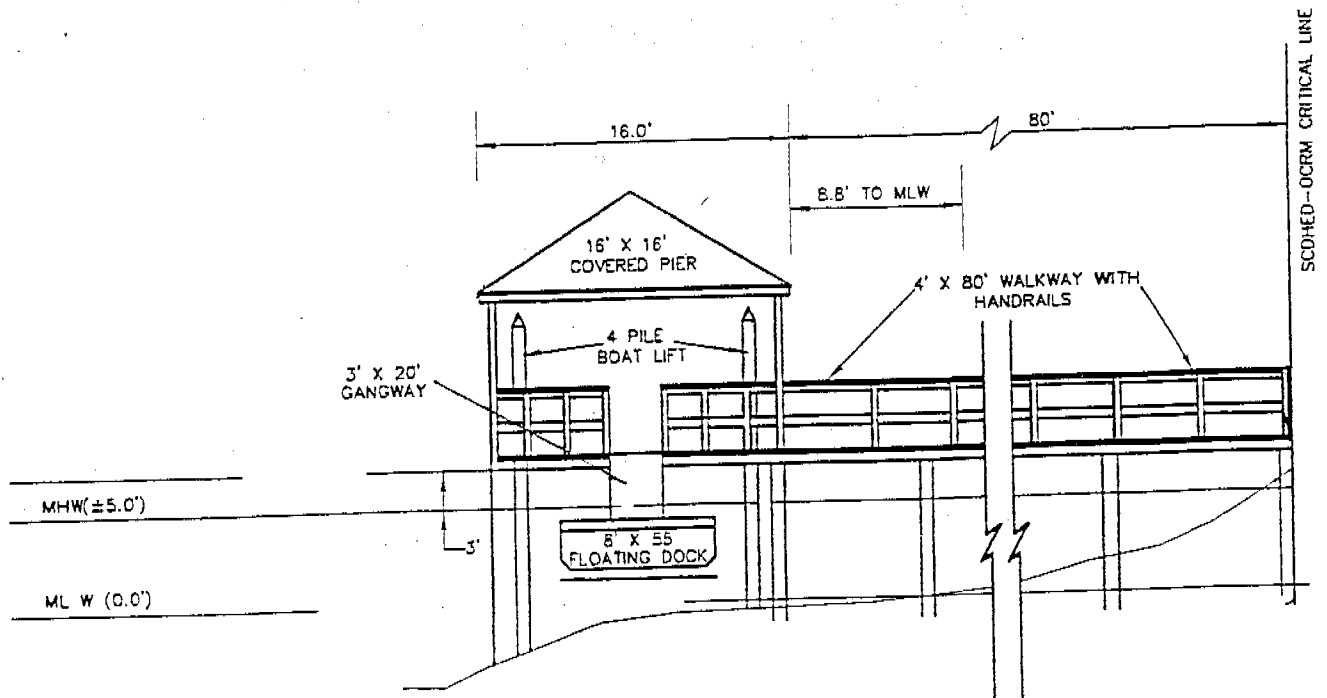 SCDHED-OCRM CRITICAL LINE
16.0'
80'
8.8' TO MLW
16' X 16'
COVERED PIER
4' X 80' WALKWAY WITH
HANDRAILS
4 PILE
BOAT LIFT
3' X 20'
GANGWAY
MHW(±5.0')
3'
8' X 55
FLOATING DOCK
ML W (0.0')